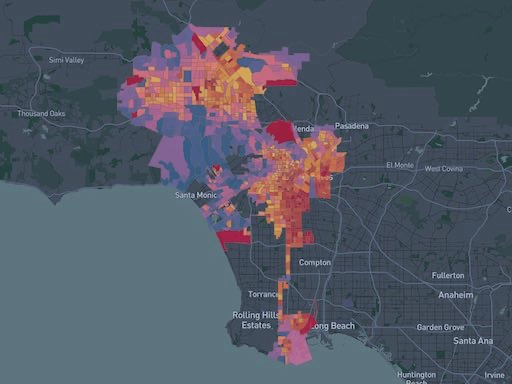 Simi Valley
Thousand Oaks
Pasadena
El Monte
West Covina
Santa Monic
Compton
Fullerton
Torrance
Anaheim
Rolling Hills
Estates
ong Beach
Garden Grove
Santa Ana
Huntington
Beach
Irvine